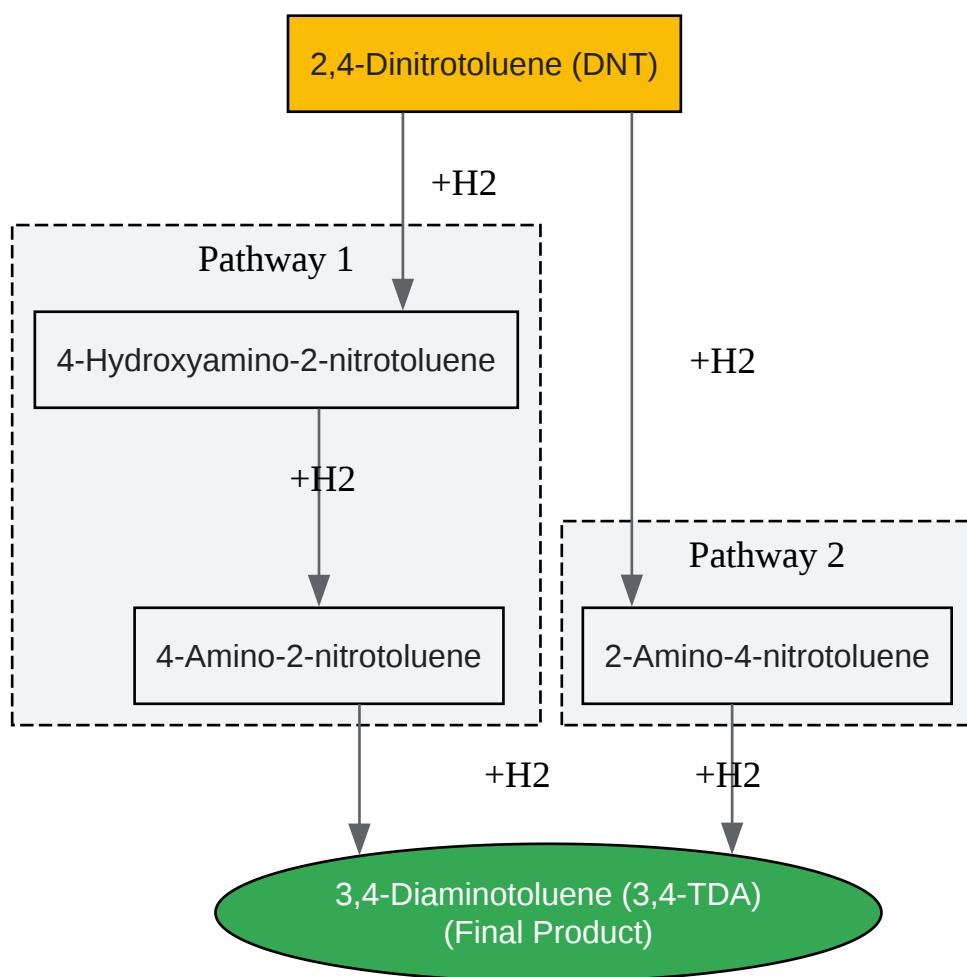 2,4-Dinitrotoluene (DNT)
+H2
Pathway 1
4-Hydroxyamino-2-nitrotoluene
+H2
+H2
Pathway 2
4-Amino-2-nitrotoluene
2-Amino-4-nitrotoluene
+H2
+H2
3,4-Diaminotoluene (3,4-TDA)
(Final Product)